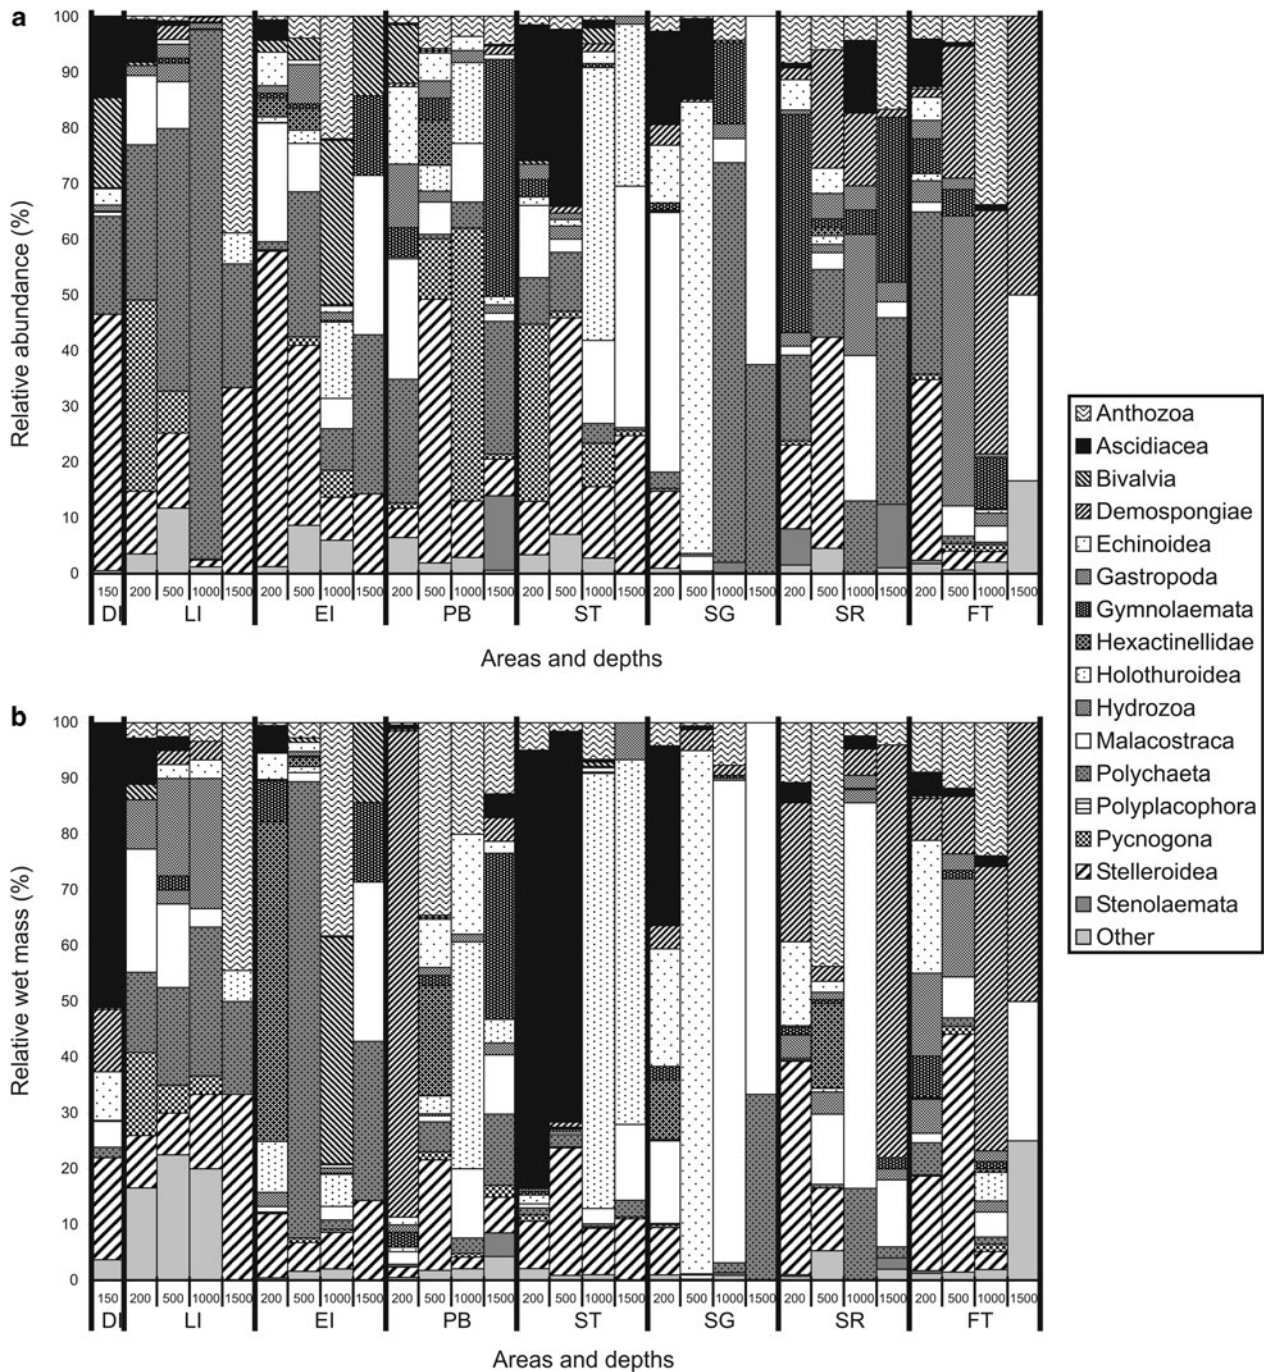 a
Relative abundance (%)
100
90
80
70
60
50
40
30
20
10
0
150 200 500 1000 1500 200 500 1000 1500 200 500 1000 1500 200 500 1000 1500 200 500 1000 1500 200 500 1000 1500 200 500 1000 1500
DI LI EI PB ST SG SR FT
Areas and depths
Anthozoa
Ascidiacea
Bivalvia
Demospongiae
Echinoidea
Gastropoda
Gymnolaemata
Hexactinellidae
Holothuroidea
Hydrozoa
Malacostraca
Polychaeta
Polyplacophora
Pycnogona
Stelleroidea
Stenolaemata
Other
b
Relative wet mass (%)
100
90
80
70
60
50
40
30
20
10
0
150 200 500 1000 1500 200 500 1000 1500 200 500 1000 1500 200 500 1000 1500 200 500 1000 1500 200 500 1000 1500 200 500 1000 1500
DI LI EI PB ST SG SR FT
Areas and depths